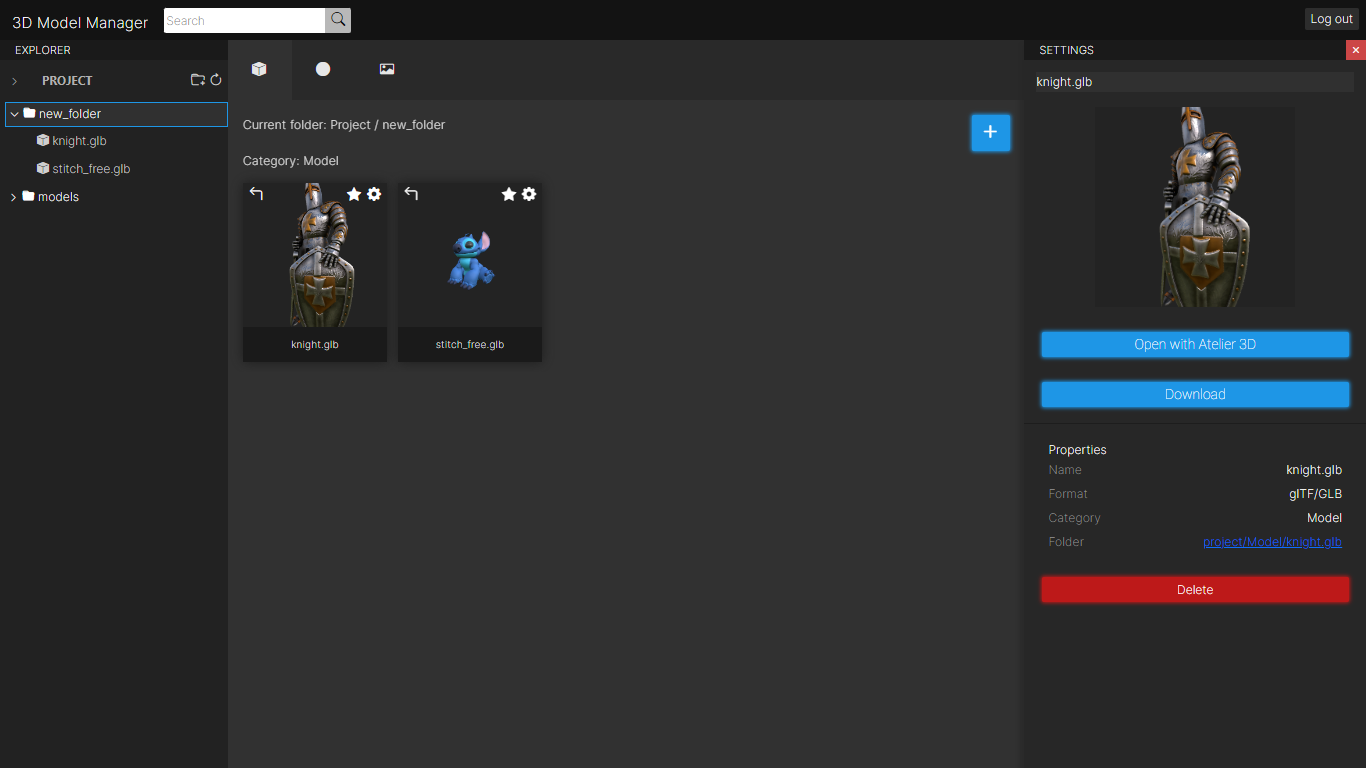 3D Model Manager
Search
Log out
EXPLORER
PROJECT
new_folder
knight.glb
stitch_free.glb
models
Current folder: Project / new_folder
Category: Model
knight.glb
stitch_free.glb
SETTINGS
knight.glb
Open with Atelier 3D
Download
Properties
Name knight.glb
Format glTF/GLB
Category Model
Folder project/Model/knight.glb
Delete